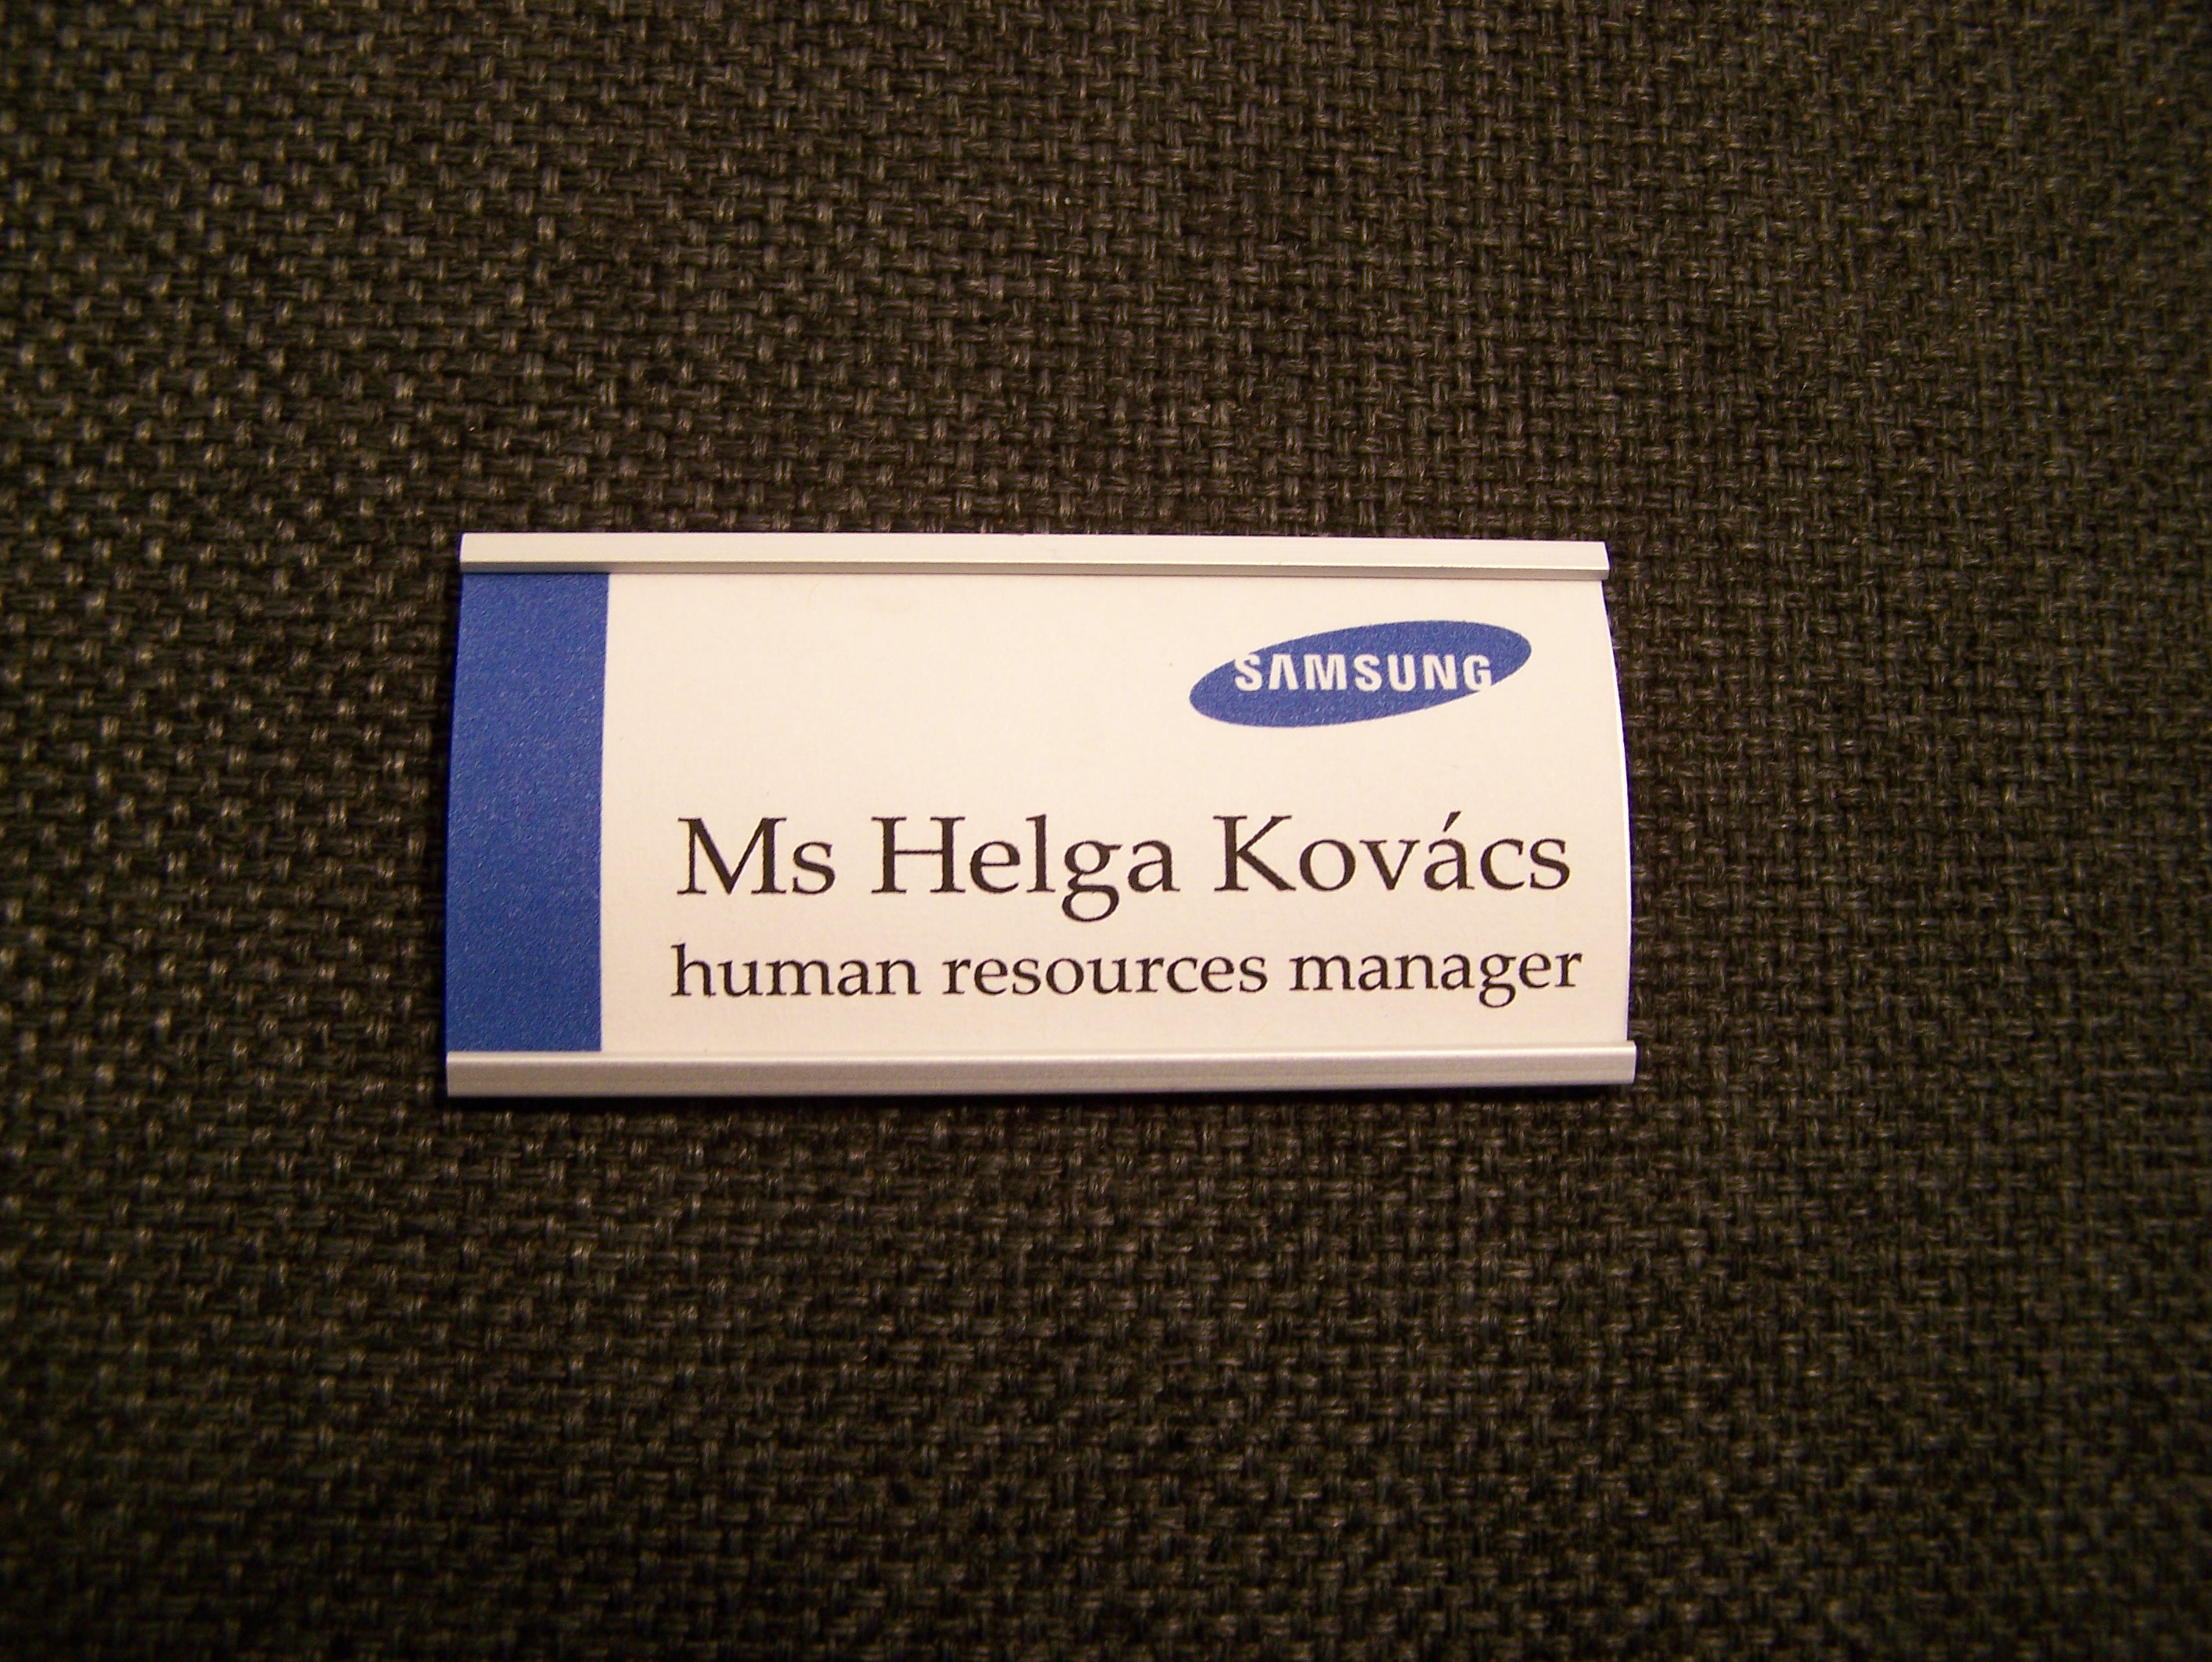 SAMSUNG
Ms Helga Kovács
human resources manager